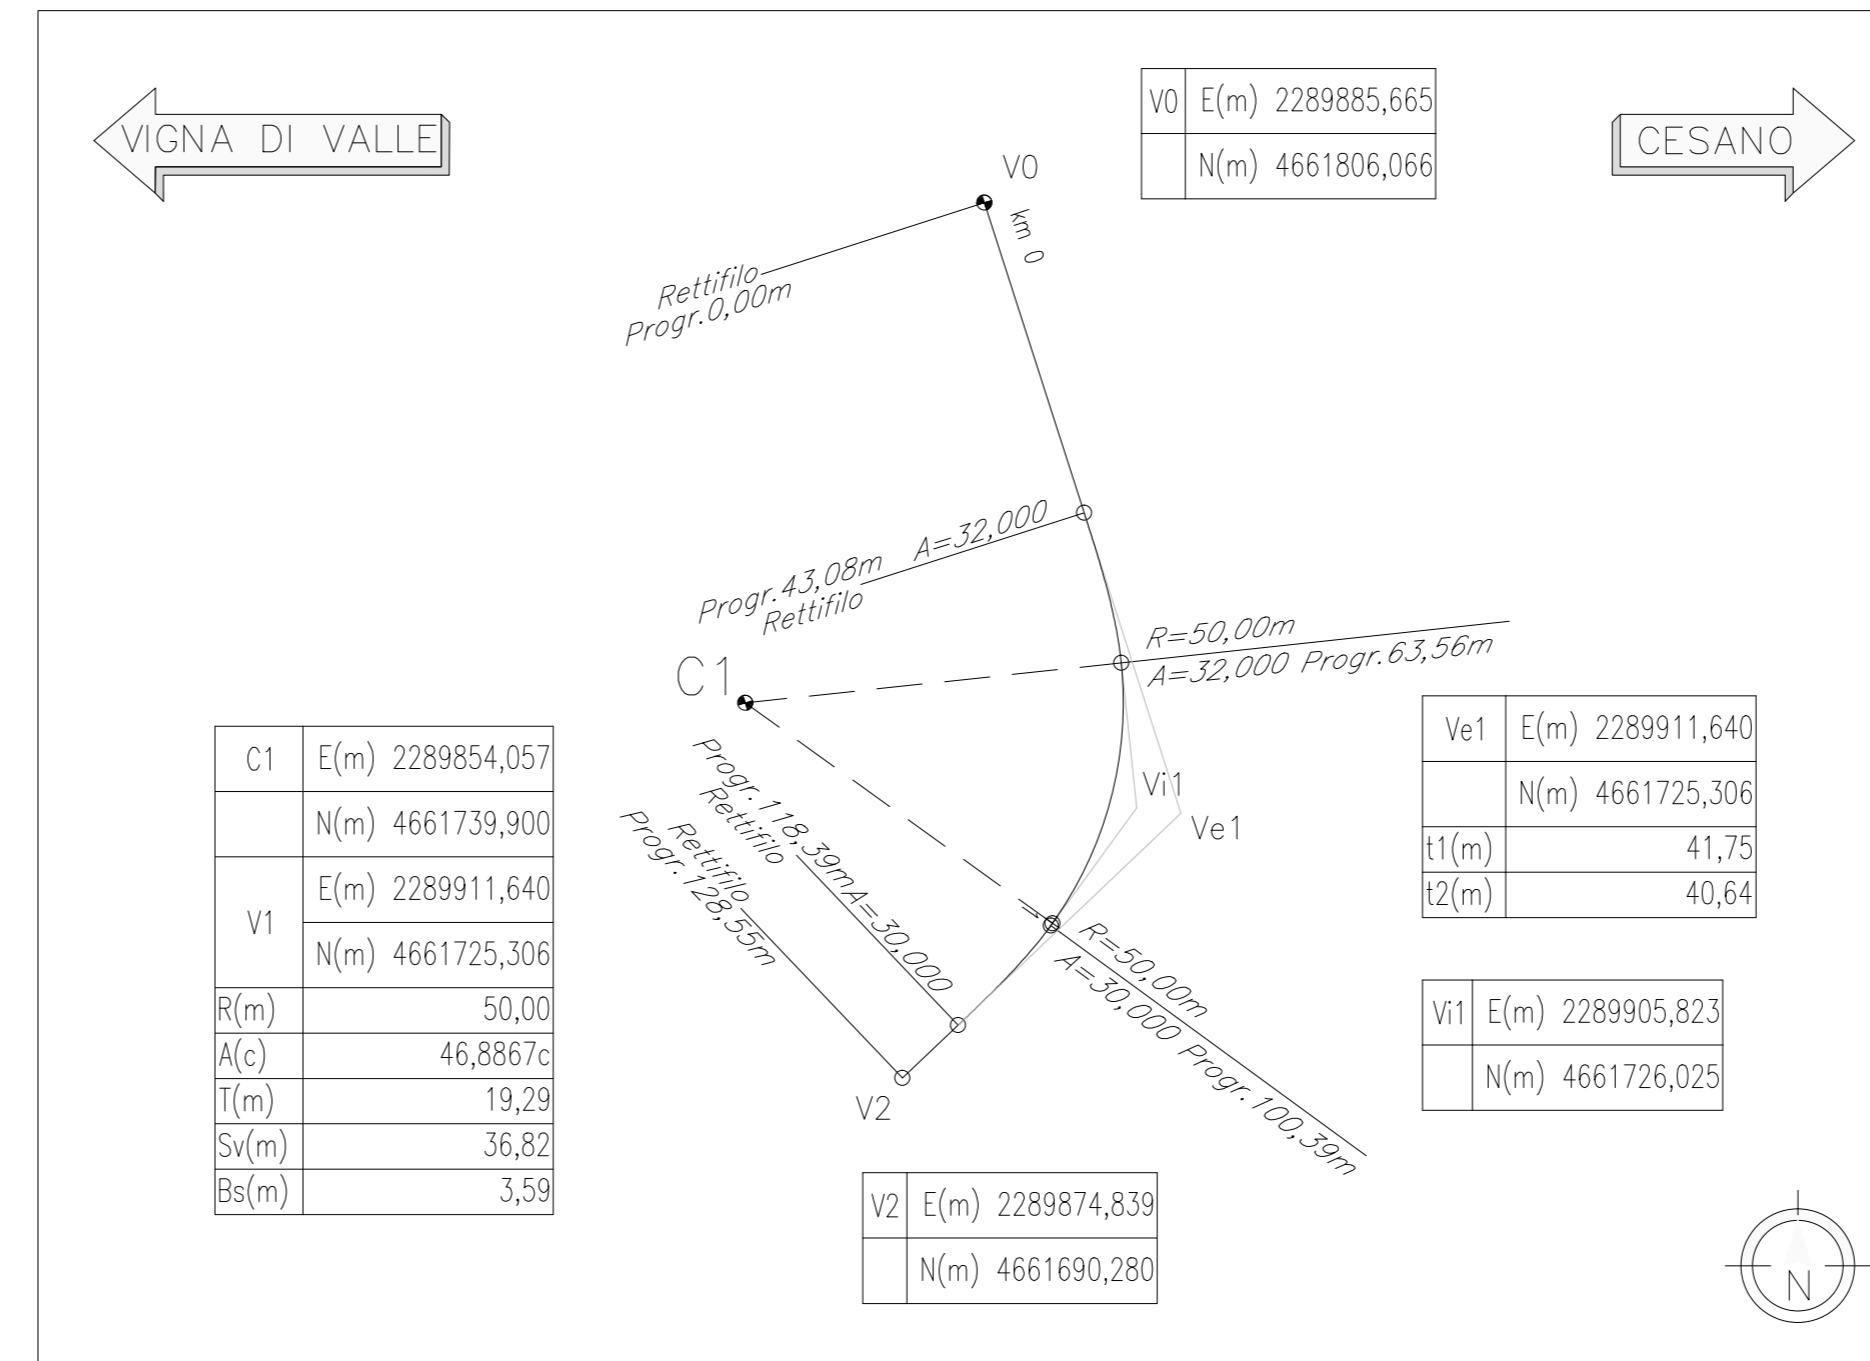 VIGNA DI VALLE
CESANO
V0 E(m) 2289885,665
N(m) 4661806,066
V0
km 0
Rettifilo
Progr.0,00m
A=32,000
Progr.43,08m
Rettifilo
R=50,00m
A=32,000 Progr.63,56m
C1
Vi1
Ve1
Progr.118,39m A=30,000
Rettifilo
Rettifilo
Progr.128,55m
R=50,00m
A=30,000 Progr.100,39m
V2
C1 E(m) 2289854,057
N(m) 4661739,900
V1 E(m) 2289911,640
N(m) 4661725,306
R(m) 50,00
A(c) 46,8867c
T(m) 19,29
Sv(m) 36,82
Bs(m) 3,59
Ve1 E(m) 2289911,640
N(m) 4661725,306
t1(m) 41,75
t2(m) 40,64
Vi1 E(m) 2289905,823
N(m) 4661726,025
V2 E(m) 2289874,839
N(m) 4661690,280
N